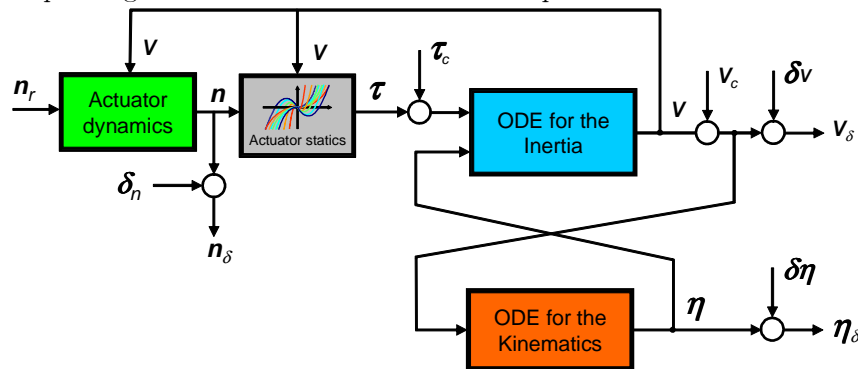 V
V
τ_c
V_c
δv
n_r
Actuator
dynamics
n
Actuator statics
τ
ODE for the
Inertia
V
V_δ
δ_n
n_δ
δη
ODE for the
Kinematics
η
η_δ